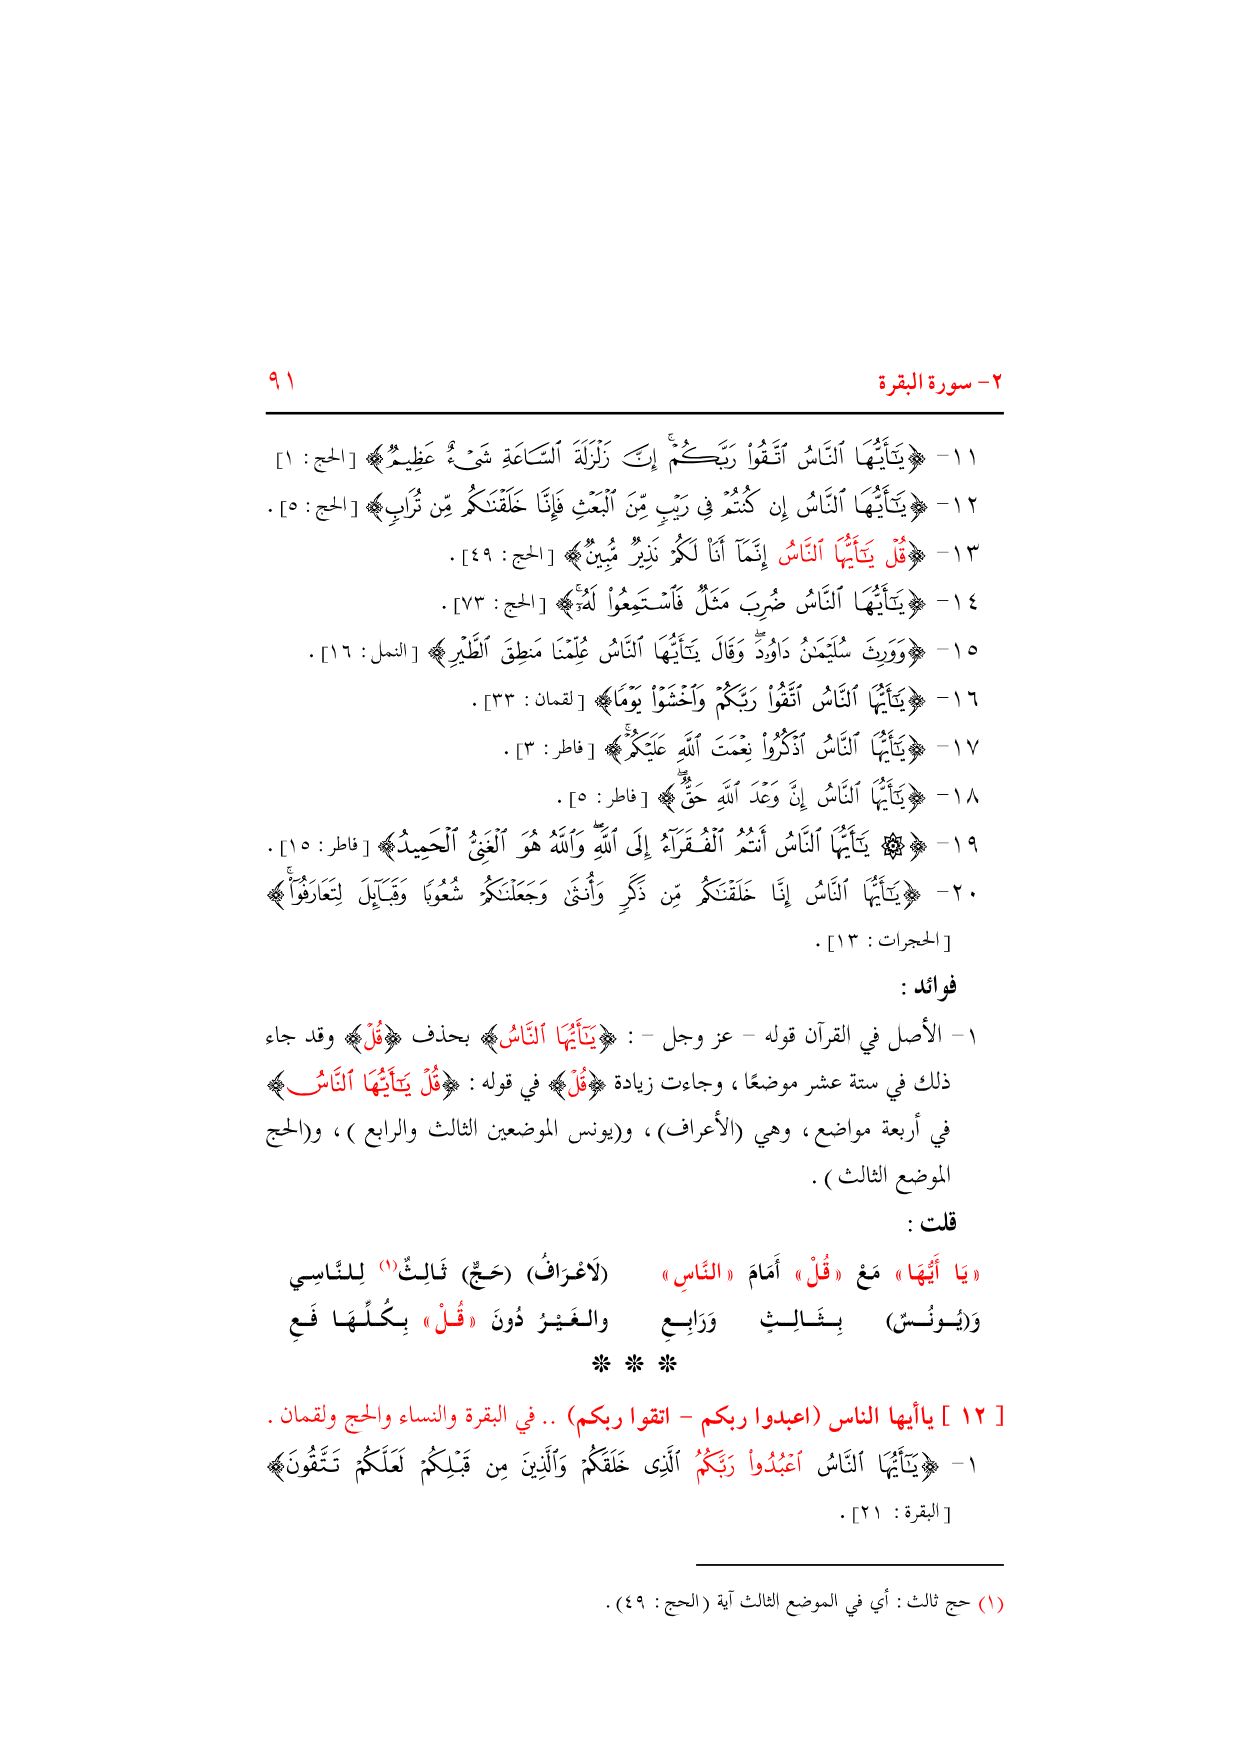 ٢- سورة البقرة ٩١
١١- ﴿يَٰٓأَيُّهَا ٱلنَّاسُ ٱتَّقُوا۟ رَبَّكُمْ ۚ إِنَّ زَلْزَلَةَ ٱلسَّاعَةِ شَىْءٌ عَظِيمٌ﴾ [الحج: ١]
١٢- ﴿يَٰٓأَيُّهَا ٱلنَّاسُ إِن كُنتُمْ فِى رَيْبٍ مِّنَ ٱلْبَعْثِ فَإِنَّا خَلَقْنَٰكُم مِّن تُرَابٍ﴾ [الحج: ٥].
١٣- ﴿قُلْ يَٰٓأَيُّهَا ٱلنَّاسُ إِنَّمَآ أَنَا۠ لَكُمْ نَذِيرٌ مُّبِينٌ﴾ [الحج: ٤٩].
١٤- ﴿يَٰٓأَيُّهَا ٱلنَّاسُ ضُرِبَ مَثَلٌ فَٱسْتَمِعُوا۟ لَهُۥٓ ۚ﴾ [الحج: ٧٣].
١٥- ﴿وَوَرِثَ سُلَيْمَٰنُ دَاوُۥدَ ۖ وَقَالَ يَٰٓأَيُّهَا ٱلنَّاسُ عُلِّمْنَا مَنطِقَ ٱلطَّيْرِ﴾ [النمل: ١٦].
١٦- ﴿يَٰٓأَيُّهَا ٱلنَّاسُ ٱتَّقُوا۟ رَبَّكُمْ وَٱخْشَوْا۟ يَوْمًا﴾ [لقمان: ٣٣].
١٧- ﴿يَٰٓأَيُّهَا ٱلنَّاسُ ٱذْكُرُوا۟ نِعْمَتَ ٱللَّهِ عَلَيْكُمْ ۚ﴾ [فاطر: ٣].
١٨- ﴿يَٰٓأَيُّهَا ٱلنَّاسُ إِنَّ وَعْدَ ٱللَّهِ حَقٌّ ۖ﴾ [فاطر: ٥].
١٩- ﴿۞ يَٰٓأَيُّهَا ٱلنَّاسُ أَنتُمُ ٱلْفُقَرَآءُ إِلَى ٱللَّهِ ۖ وَٱللَّهُ هُوَ ٱلْغَنِىُّ ٱلْحَمِيدُ﴾ [فاطر: ١٥].
٢٠- ﴿يَٰٓأَيُّهَا ٱلنَّاسُ إِنَّا خَلَقْنَٰكُم مِّن ذَكَرٍ وَأُنثَىٰ وَجَعَلْنَٰكُمْ شُعُوبًا وَقَبَآئِلَ لِتَعَارَفُوٓا۟ ۚ﴾
[الحجرات: ١٣].
فوائد :
١- الأصل في القرآن قوله - عز وجل - : ﴿يَٰٓأَيُّهَا ٱلنَّاسُ﴾ بحذف ﴿قُلْ﴾ وقد جاء
ذلك في ستة عشر موضعًا، وجاءت زيادة ﴿قُلْ﴾ في قوله : ﴿قُلْ يَٰٓأَيُّهَا ٱلنَّاسُ﴾
في أربعة مواضع، وهي (الأعراف)، و(يونس الموضعين الثالث والرابع )، و(الحج
الموضع الثالث ) .
قلت :
«يَا أَيُّهَا» مَعْ «قُلْ» أَمَامَ «النَّاسِ» (لَاعْرَافُ) (حَجٌّ) ثَالِثٌ(١) لِلنَّاسِي
وَ(يُونُسٌ) بِثَالِثٍ وَرَابِعِ والغَيْرُ دُونَ «قُلْ» بِكُلِّهَا فَعِ
❊ ❊ ❊
[ ١٢ ] ياأيها الناس (اعبدوا ربكم - اتقوا ربكم) .. في البقرة والنساء والحج ولقمان .
١- ﴿يَٰٓأَيُّهَا ٱلنَّاسُ ٱعْبُدُوا۟ رَبَّكُمُ ٱلَّذِى خَلَقَكُمْ وَٱلَّذِينَ مِن قَبْلِكُمْ لَعَلَّكُمْ تَتَّقُونَ﴾
[البقرة: ٢١].
(١) حج ثالث : أي في الموضع الثالث آية (الحج : ٤٩) .